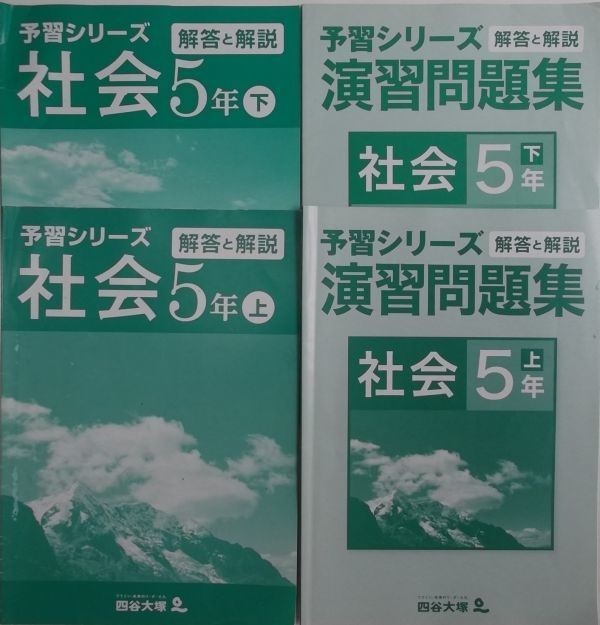 予習シリーズ 解答と解説
社会5年下
予習シリーズ 解答と解説
演習問題集
社会 5 下年
予習シリーズ 解答と解説
社会5年上
四谷大塚
予習シリーズ 解答と解説
演習問題集
社会 5 上年
四谷大塚